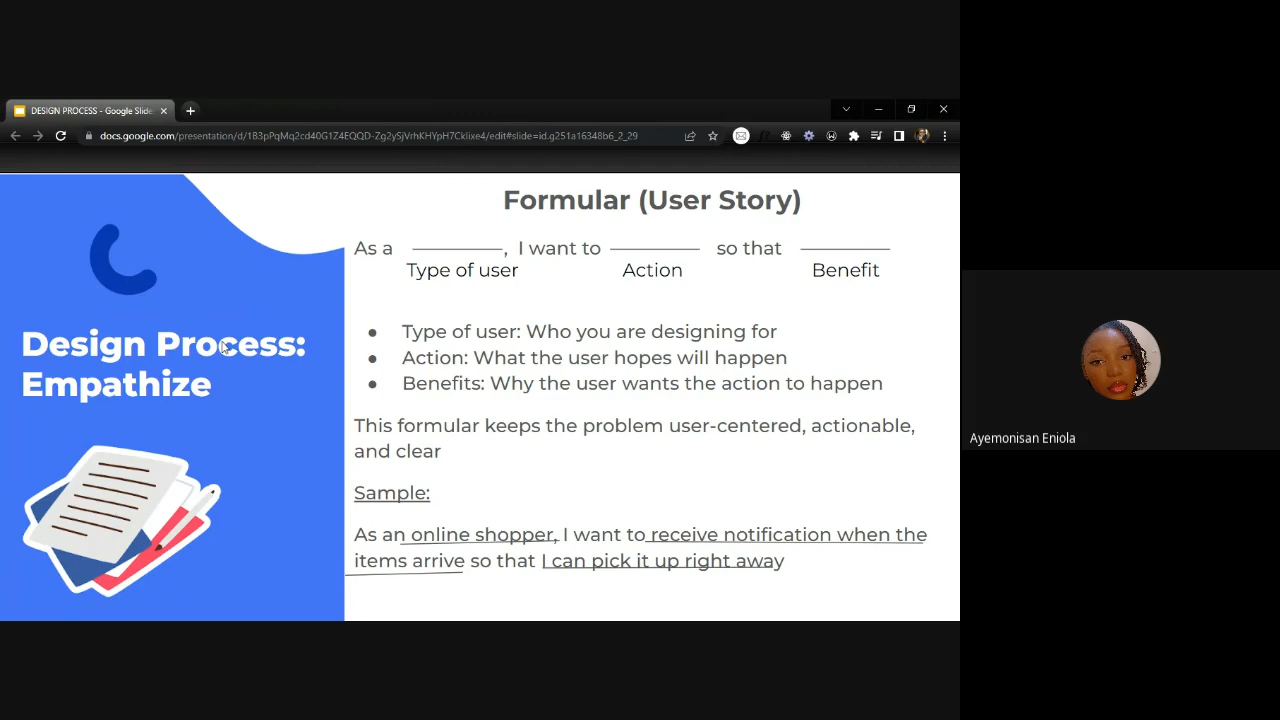 DESIGN PROCESS - Google Slide
docs.google.com/presentation/d/1B3pPqMq2cd40G1Z4EQQD-Zg2ySjVrhKHYpH7Cklixe4/edit#slide=id.g251a16348b6_2_29
Formular (User Story)
As a ________, I want to ________ so that ________
Type of user Action Benefit
Design Process:
Empathize
● Type of user: Who you are designing for
● Action: What the user hopes will happen
● Benefits: Why the user wants the action to happen
This formular keeps the problem user-centered, actionable,
and clear
Sample:
As an online shopper, I want to receive notification when the
items arrive so that I can pick it up right away
Ayemonisan Eniola